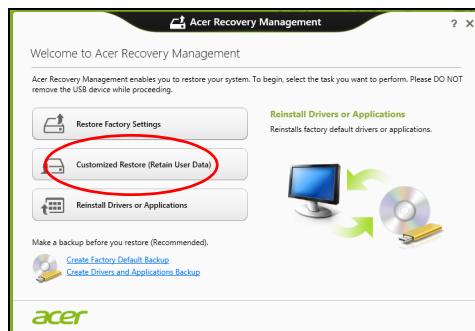 Acer Recovery Management
? X
Welcome to Acer Recovery Management
Acer Recovery Management enables you to restore your system. To begin, select the task you want to perform. Please DO NOT
remove the USB device while proceeding.
Restore Factory Settings
Customized Restore (Retain User Data)
Reinstall Drivers or Applications
Reinstall Drivers or Applications
Reinstalls factory default drivers or applications.
Make a backup before you restore (Recommended).
Create Factory Default Backup
Create Drivers and Applications Backup
acer